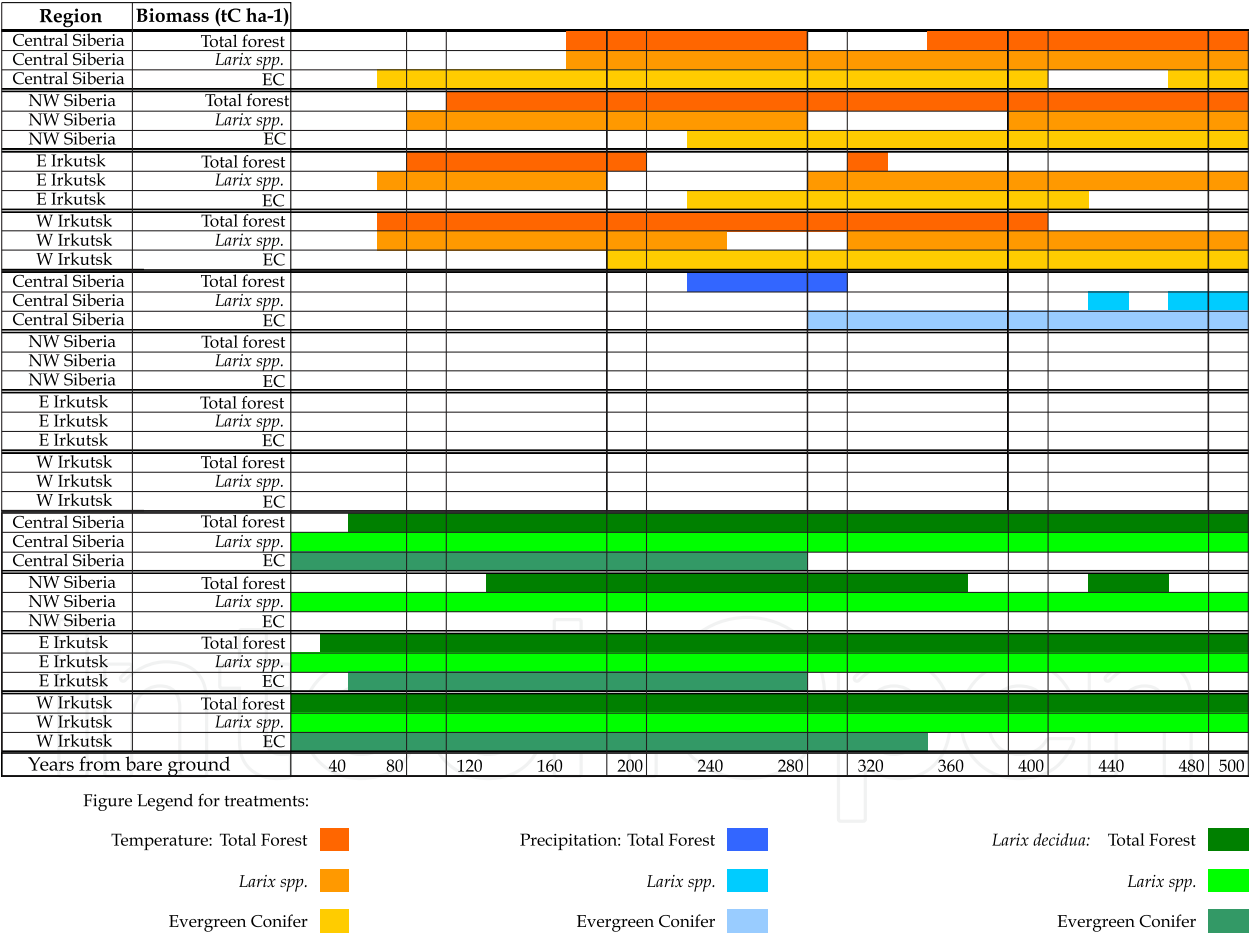 Region Biomass (tC ha-1)
Central Siberia Total forest
Central Siberia Larix spp.
Central Siberia EC
NW Siberia Total forest
NW Siberia Larix spp.
NW Siberia EC
E Irkutsk Total forest
E Irkutsk Larix spp.
E Irkutsk EC
W Irkutsk Total forest
W Irkutsk Larix spp.
W Irkutsk EC
Central Siberia Total forest
Central Siberia Larix spp.
Central Siberia EC
NW Siberia Total forest
NW Siberia Larix spp.
NW Siberia EC
E Irkutsk Total forest
E Irkutsk Larix spp.
E Irkutsk EC
W Irkutsk Total forest
W Irkutsk Larix spp.
W Irkutsk EC
Central Siberia Total forest
Central Siberia Larix spp.
Central Siberia EC
NW Siberia Total forest
NW Siberia Larix spp.
NW Siberia EC
E Irkutsk Total forest
E Irkutsk Larix spp.
E Irkutsk EC
W Irkutsk Total forest
W Irkutsk Larix spp.
W Irkutsk EC
Years from bare ground 40 80 120 160 200 240 280 320 360 400 440 480 500
Figure Legend for treatments:
Temperature: Total Forest Precipitation: Total Forest Larix decidua: Total Forest
Larix spp. Larix spp. Larix spp.
Evergreen Conifer Evergreen Conifer Evergreen Conifer